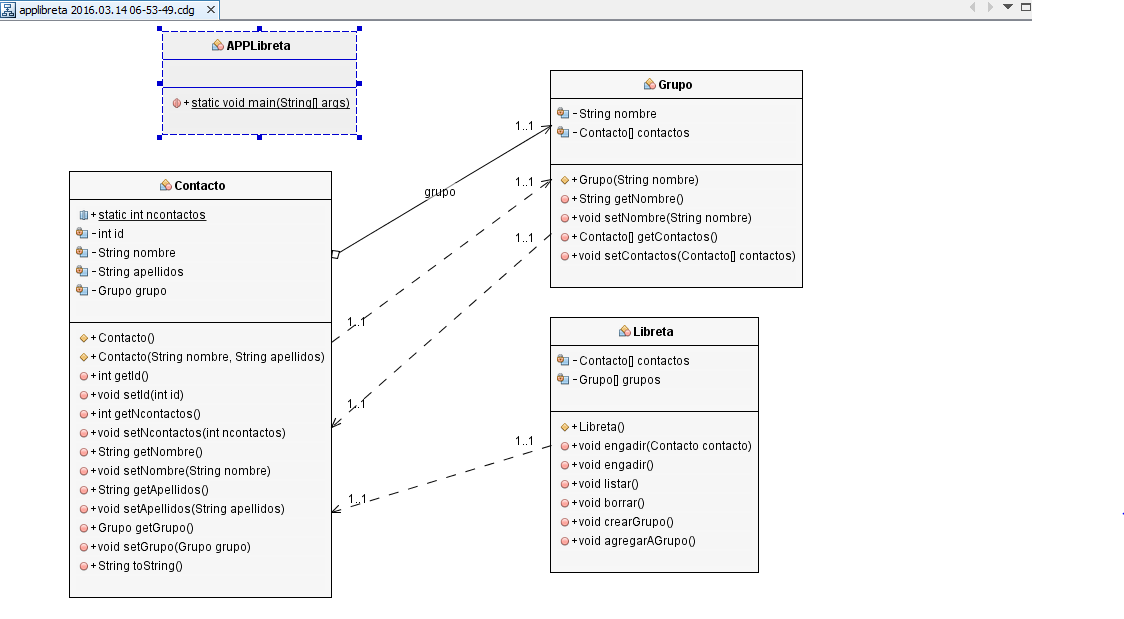 applibreta 2016.03.14 06-53-49.cdg
APPLibreta
+ static void main(String[] args)
Contacto
+ static int ncontactos
- int id
- String nombre
- String apellidos
- Grupo grupo
+ Contacto()
+ Contacto(String nombre, String apellidos)
+ int getId()
+ void setId(int id)
+ int getNcontactos()
+ void setNcontactos(int ncontactos)
+ String getNombre()
+ void setNombre(String nombre)
+ String getApellidos()
+ void setApellidos(String apellidos)
+ Grupo getGrupo()
+ void setGrupo(Grupo grupo)
+ String toString()
grupo
1..1
1..1
1..1
1..1
1..1
1..1
1..1
Grupo
- String nombre
- Contacto[] contactos
+ Grupo(String nombre)
+ String getNombre()
+ void setNombre(String nombre)
+ Contacto[] getContactos()
+ void setContactos(Contacto[] contactos)
Libreta
- Contacto[] contactos
- Grupo[] grupos
+ Libreta()
+ void engadir(Contacto contacto)
+ void engadir()
+ void listar()
+ void borrar()
+ void crearGrupo()
+ void agregarAGrupo()